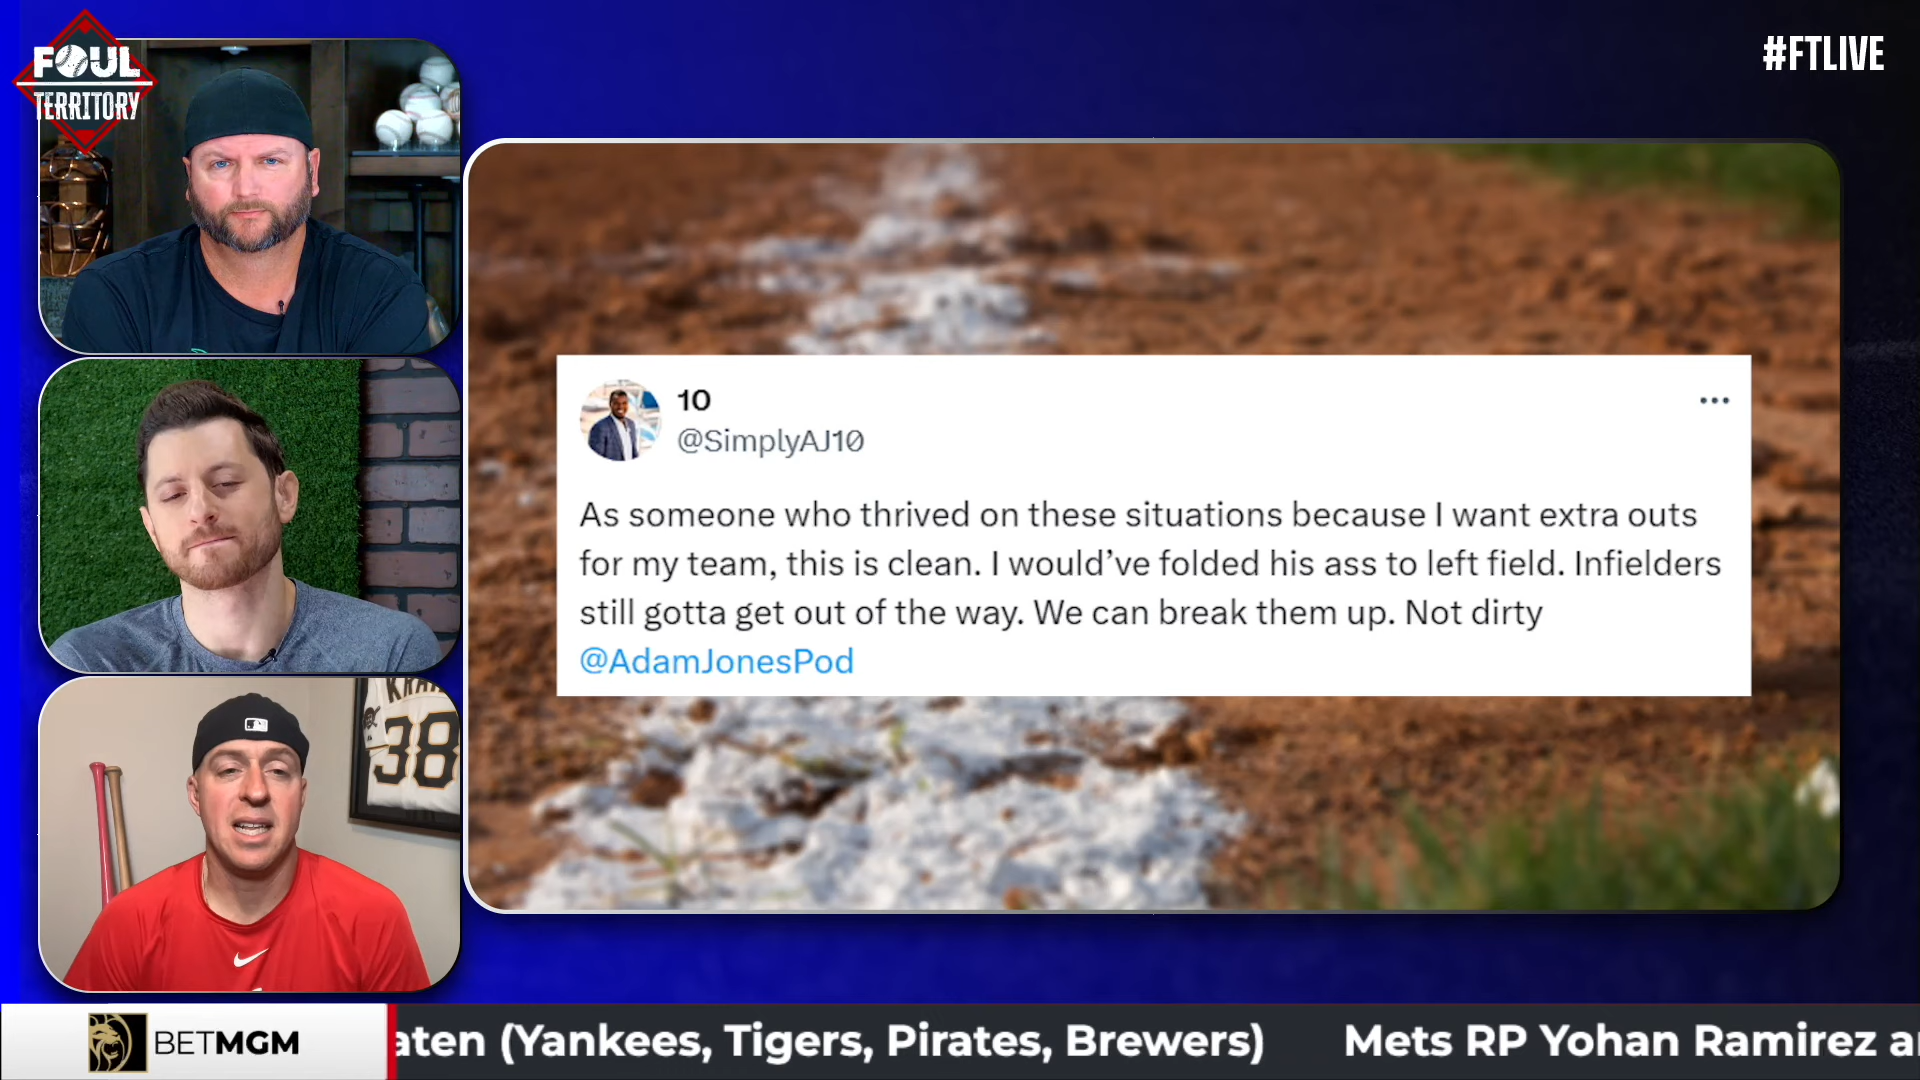 FOUL
TERRITORY
#FTLIVE
10
@SimplyAJ10
As someone who thrived on these situations because I want extra outs
for my team, this is clean. I would’ve folded his ass to left field. Infielders
still gotta get out of the way. We can break them up. Not dirty
@AdamJonesPod
38
BETMGM
aten (Yankees, Tigers, Pirates, Brewers) Mets RP Yohan Ramirez